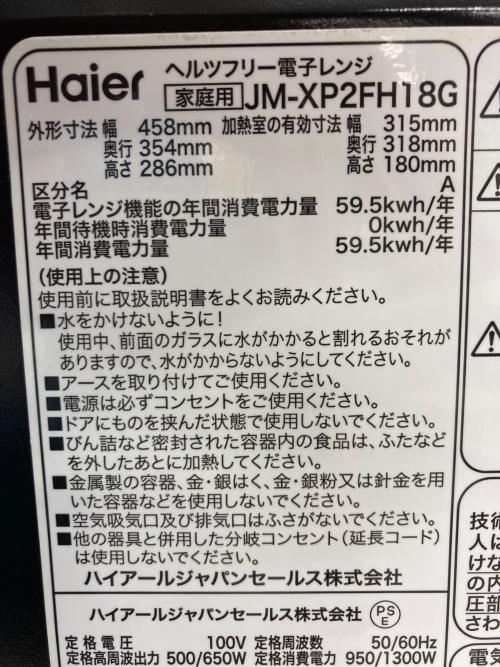 Haier ヘルツフリー電子レンジ
家庭用 JM-XP2FH18G
外形寸法 幅 458mm 加熱室の有効寸法 幅 315mm
奥行 354mm 奥行 318mm
高さ 286mm 高さ 180mm
区分名 A
電子レンジ機能の年間消費電力量 59.5kwh/年
年間待機時消費電力量 0kwh/年
年間消費電力量 59.5kwh/年
(使用上の注意)
使用前に取扱説明書をよくお読みください。
■水をかけないように!
使用中、前面のガラスに水がかかると割れるおそれが
ありますので、水がかからないようにしてください。
■アースを取り付けてご使用ください。
■電源は必ずコンセントをご使用ください。
■ドアにものを挟んだ状態で使用しないでください。
■びん詰など密封された容器内の食品は、ふたなど
を外したあとに加熱してください。
■金属製の容器、金・銀はく、金・銀粉又は針金を用
いた容器などを使用しないでください。
■空気吸気口及び排気口はふさがないでください。
■他の器具と併用した分岐コンセント(延長コード)
は使用しないでください。
ハイアールジャパンセールス株式会社
ハイアールジャパンセールス株式会社 PSE
定格電圧 100V 定格周波数 50/60Hz
定格高周波出力 500/650W 定格消費電力 950/1300W
技術
人は
けな
の内
圧部
さわ
電気